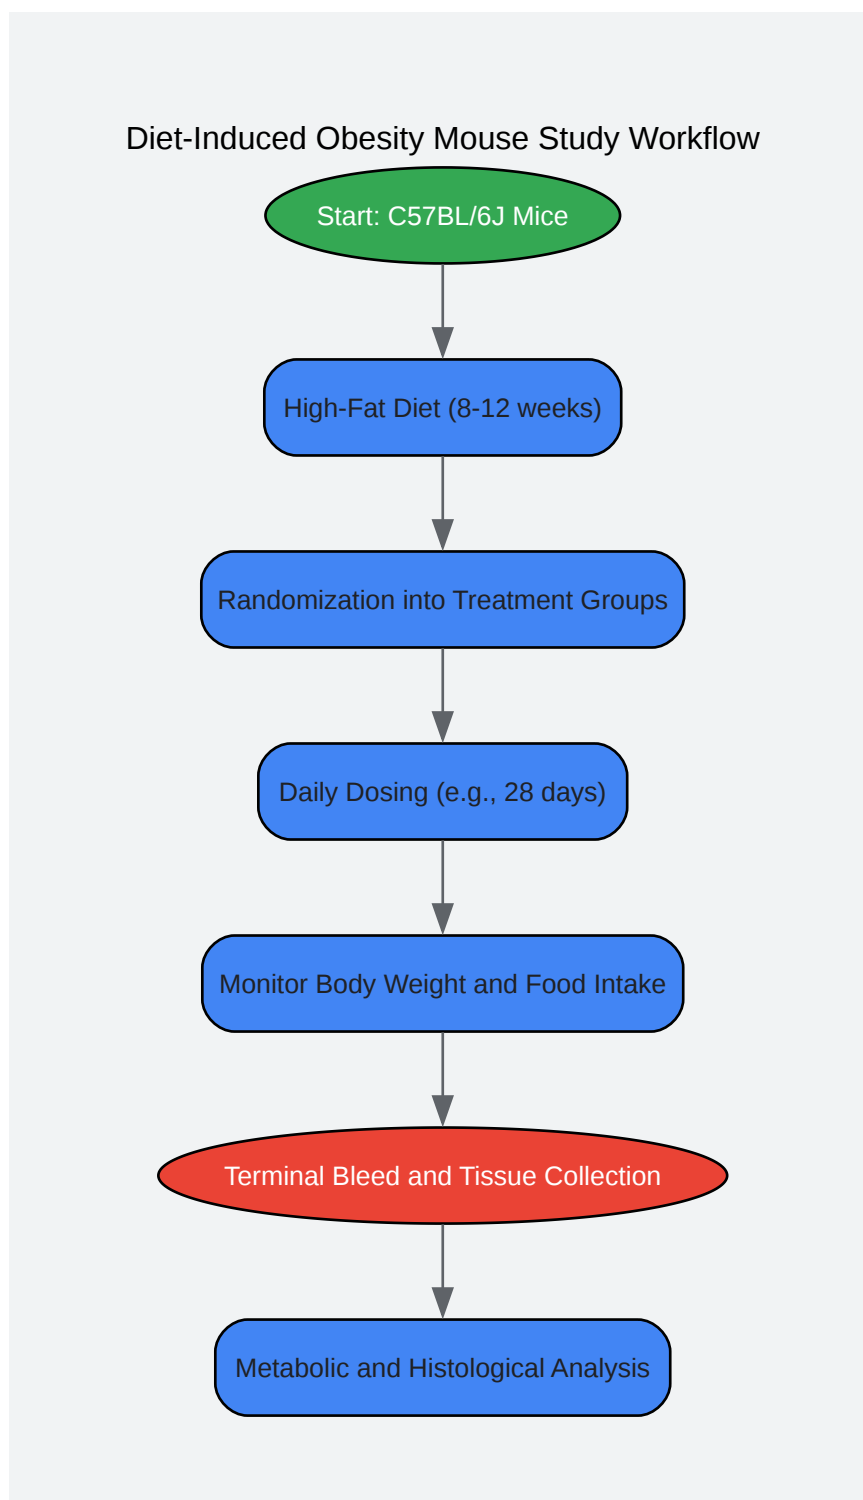 Diet-Induced Obesity Mouse Study Workflow
Start: C57BL/6J Mice
High-Fat Diet (8-12 weeks)
Randomization into Treatment Groups
Daily Dosing (e.g., 28 days)
Monitor Body Weight and Food Intake
Terminal Bleed and Tissue Collection
Metabolic and Histological Analysis